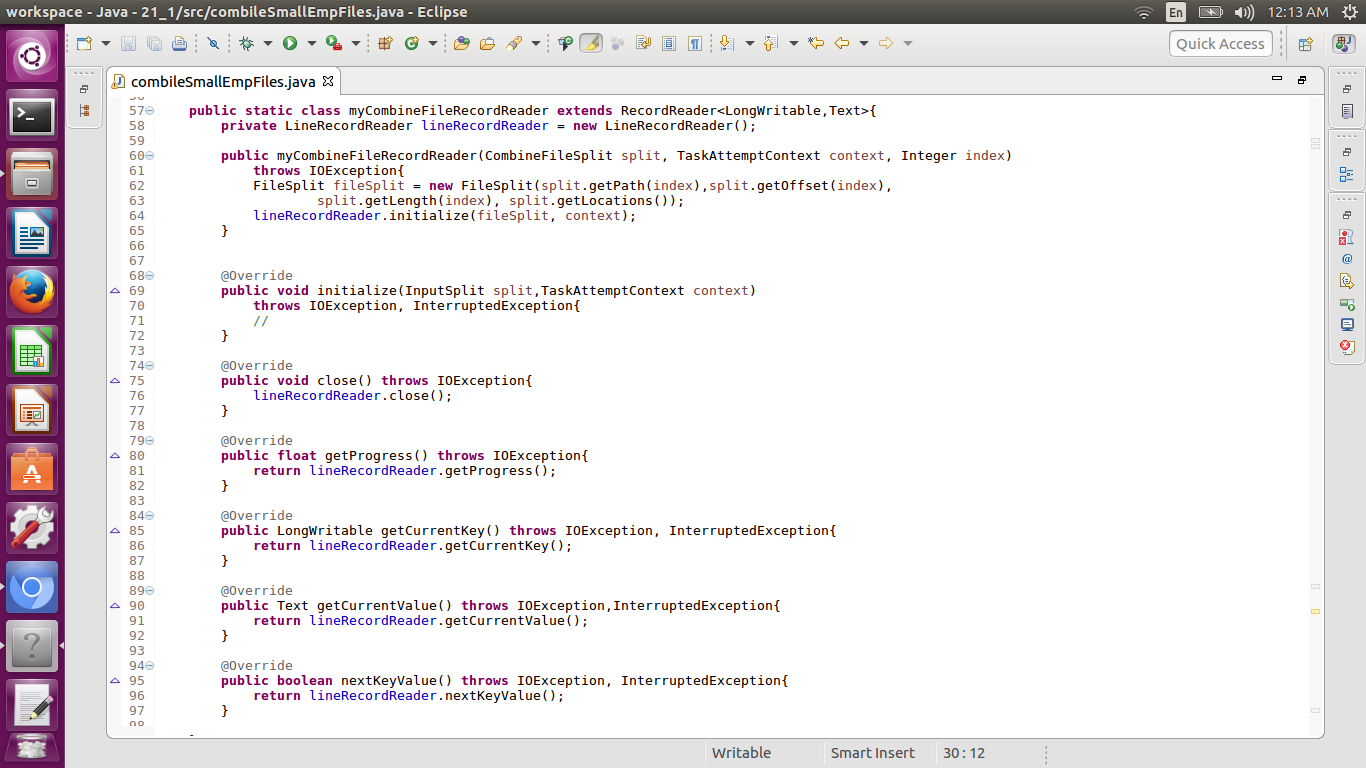 workspace - Java - 21_1/src/combileSmallEmpFiles.java - Eclipse
En
12:13 AM
Quick Access
combileSmallEmpFiles.java
57 public static class myCombineFileRecordReader extends RecordReader<LongWritable,Text>{
58 private LineRecordReader lineRecordReader = new LineRecordReader();
59
60 public myCombineFileRecordReader(CombineFileSplit split, TaskAttemptContext context, Integer index)
61 throws IOException{
62 FileSplit fileSplit = new FileSplit(split.getPath(index),split.getOffset(index),
63 split.getLength(index), split.getLocations());
64 lineRecordReader.initialize(fileSplit, context);
65 }
66
67
68 @Override
69 public void initialize(InputSplit split,TaskAttemptContext context)
70 throws IOException, InterruptedException{
71 //
72 }
73
74 @Override
75 public void close() throws IOException{
76 lineRecordReader.close();
77 }
78
79 @Override
80 public float getProgress() throws IOException{
81 return lineRecordReader.getProgress();
82 }
83
84 @Override
85 public LongWritable getCurrentKey() throws IOException, InterruptedException{
86 return lineRecordReader.getCurrentKey();
87 }
88
89 @Override
90 public Text getCurrentValue() throws IOException,InterruptedException{
91 return lineRecordReader.getCurrentValue();
92 }
93
94 @Override
95 public boolean nextKeyValue() throws IOException, InterruptedException{
96 return lineRecordReader.nextKeyValue();
97 }
98
Writable
Smart Insert
30 : 12